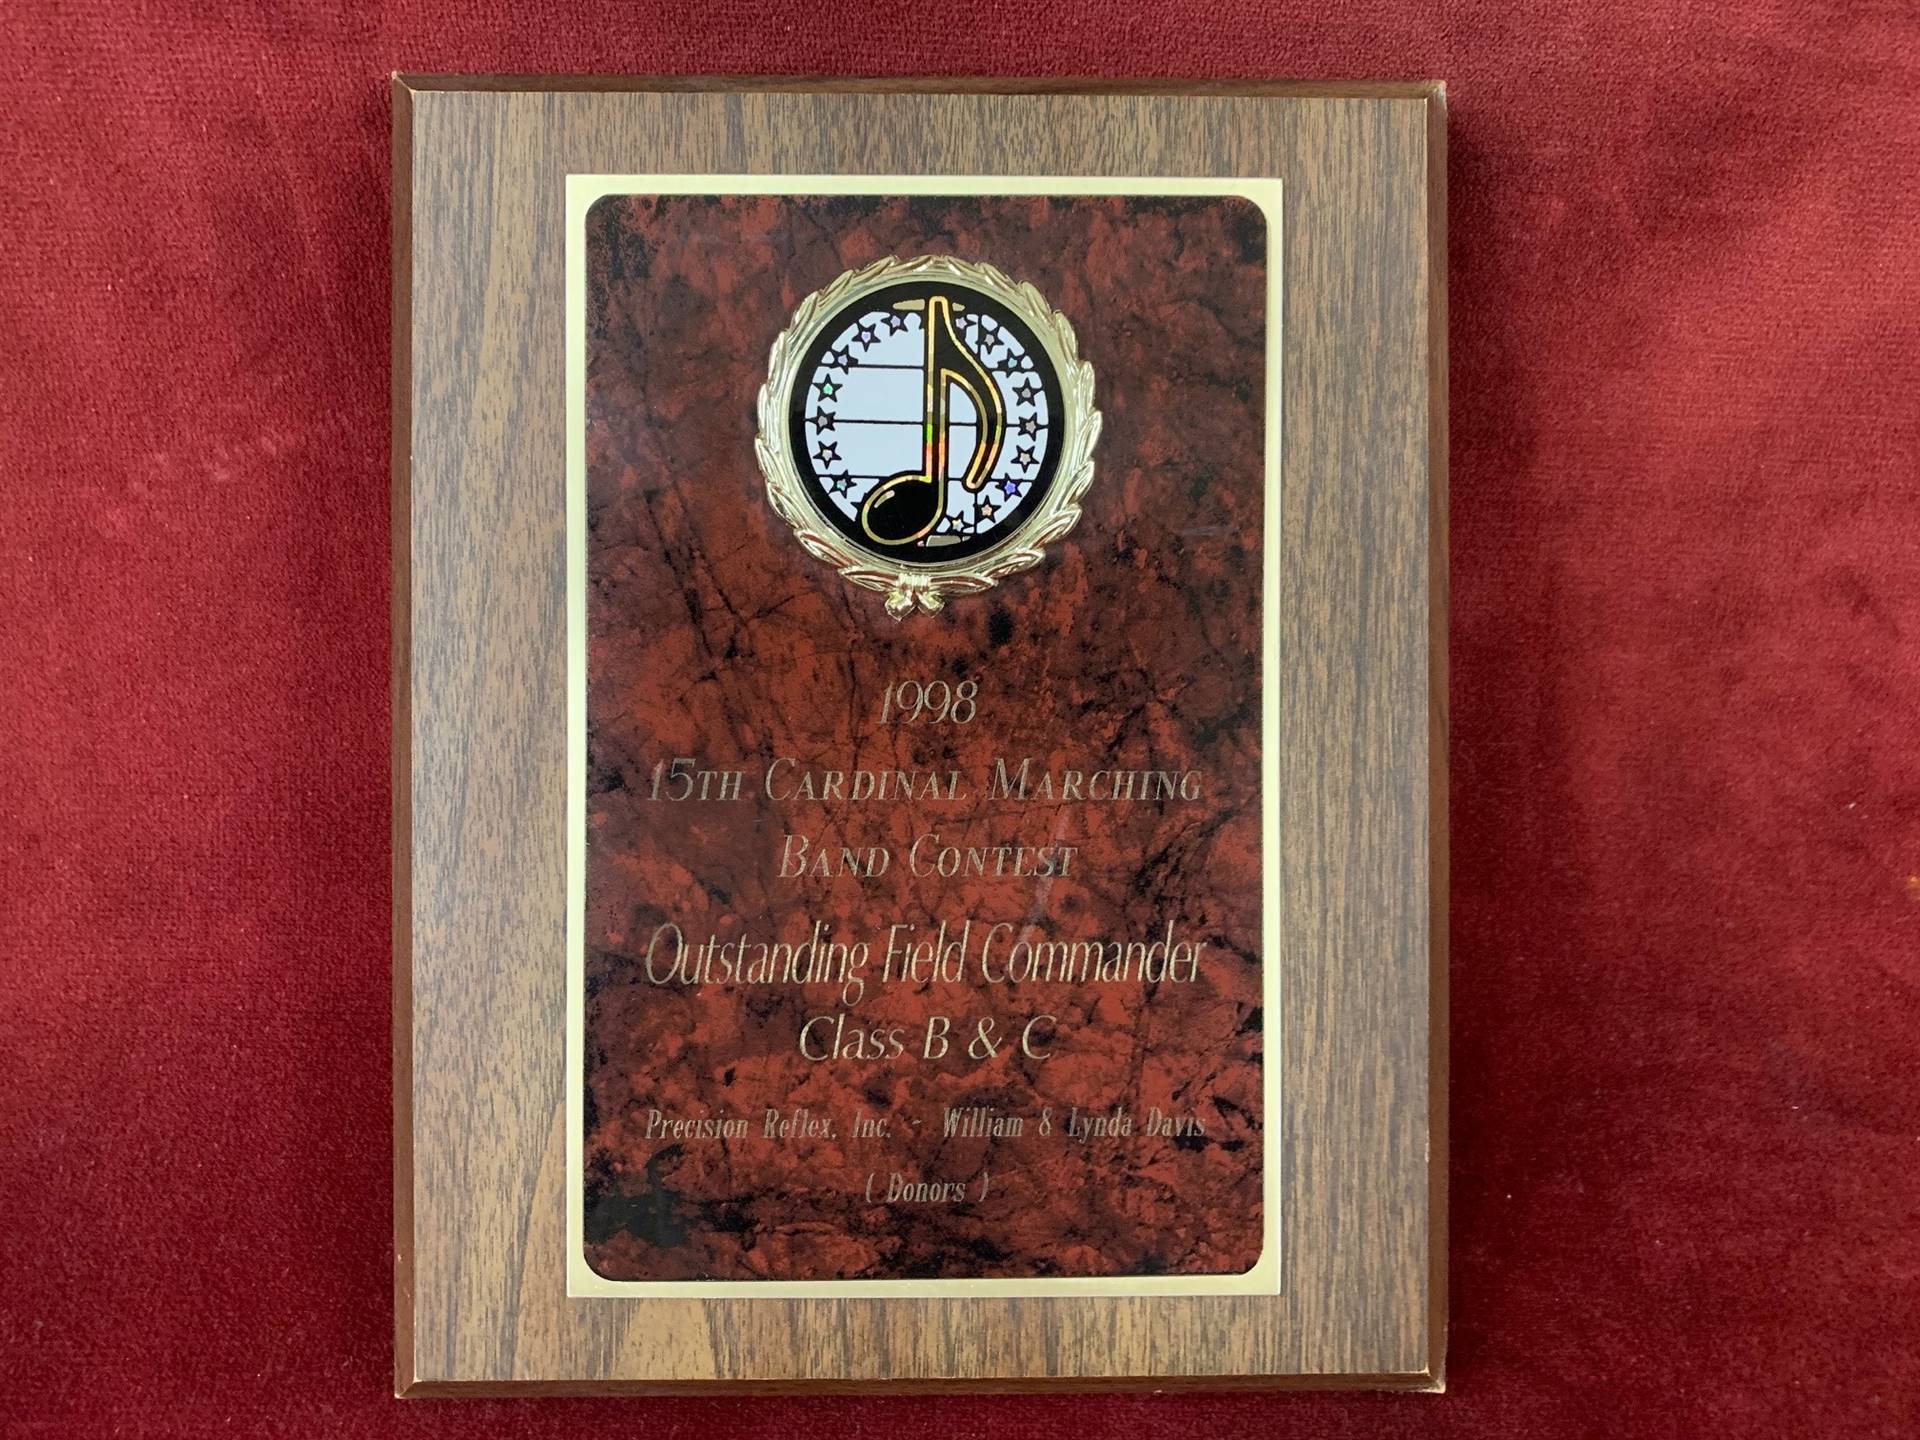 1998
15TH CARDINAL MARCHING
BAND CONTEST
Outstanding Field Commander
Class B & C
Precision Reflex, Inc. - William & Lynda Davis
( Donors )